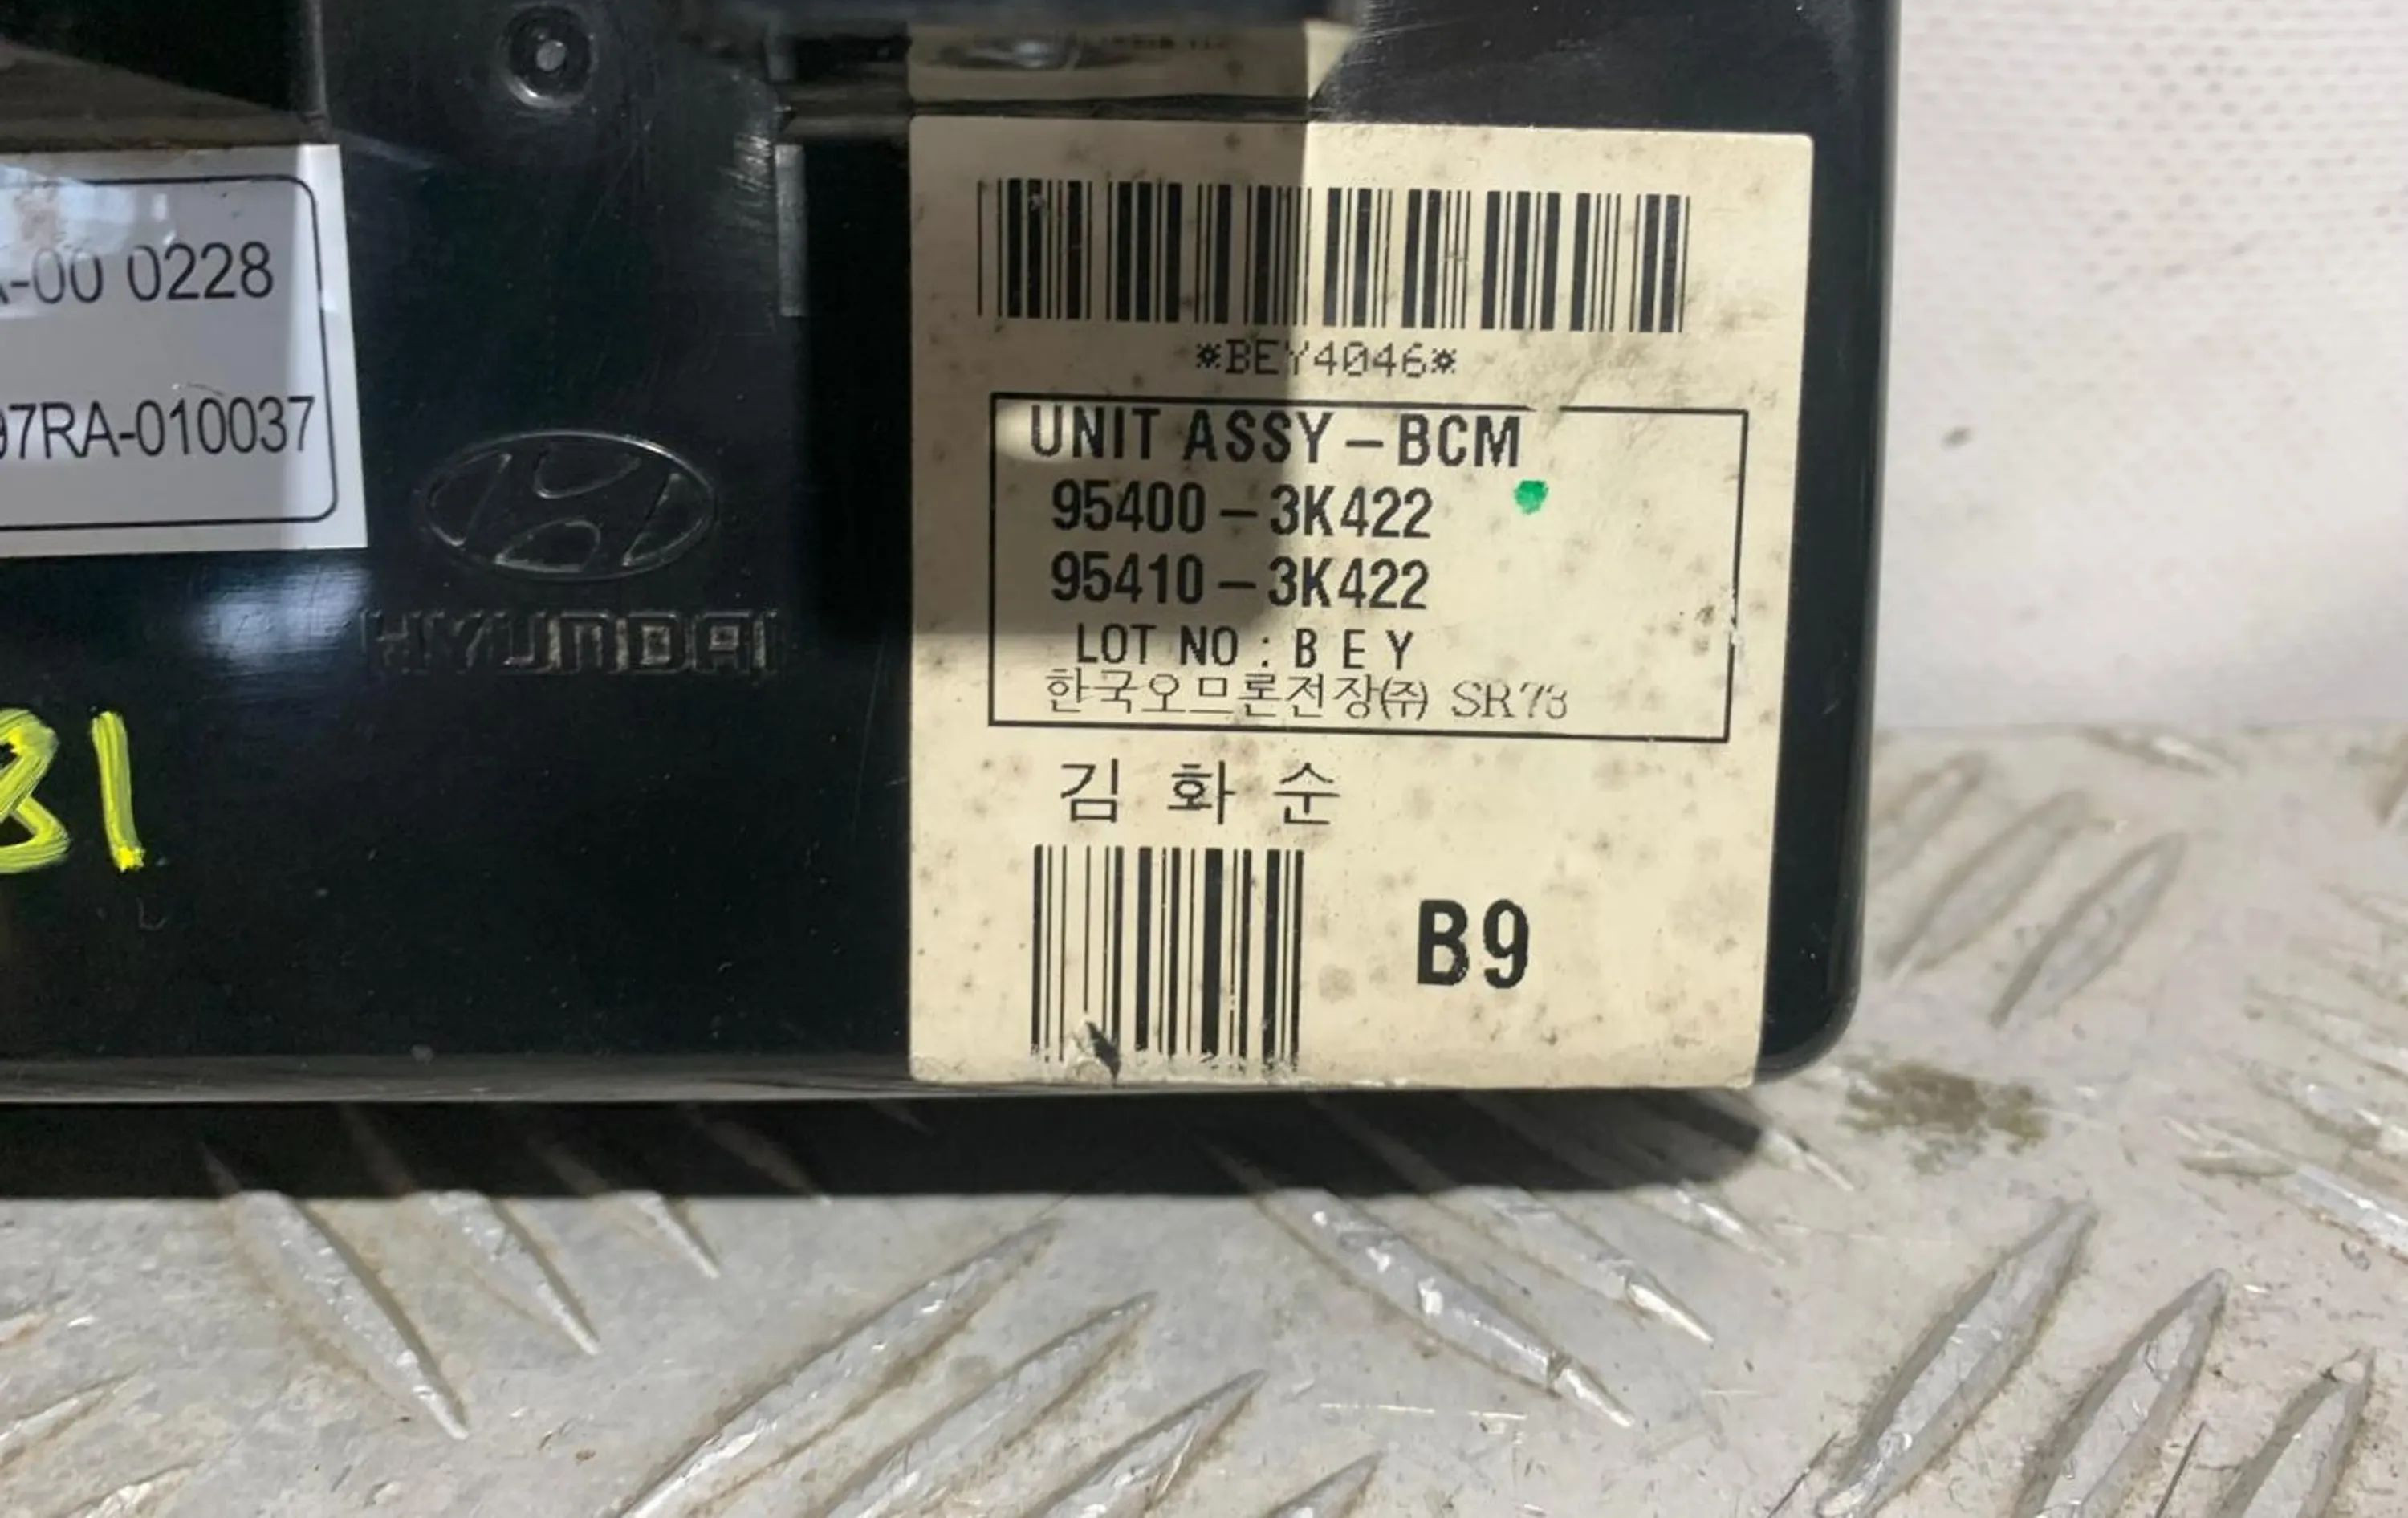 -00 0228
97RA-010037
HYUNDAI
31
*BEY4046*
UNIT ASSY-BCM
95400-3K422
95410-3K422
LOT NO : B E Y
한국오므론전장㈜ SR73
김 화 순
B9